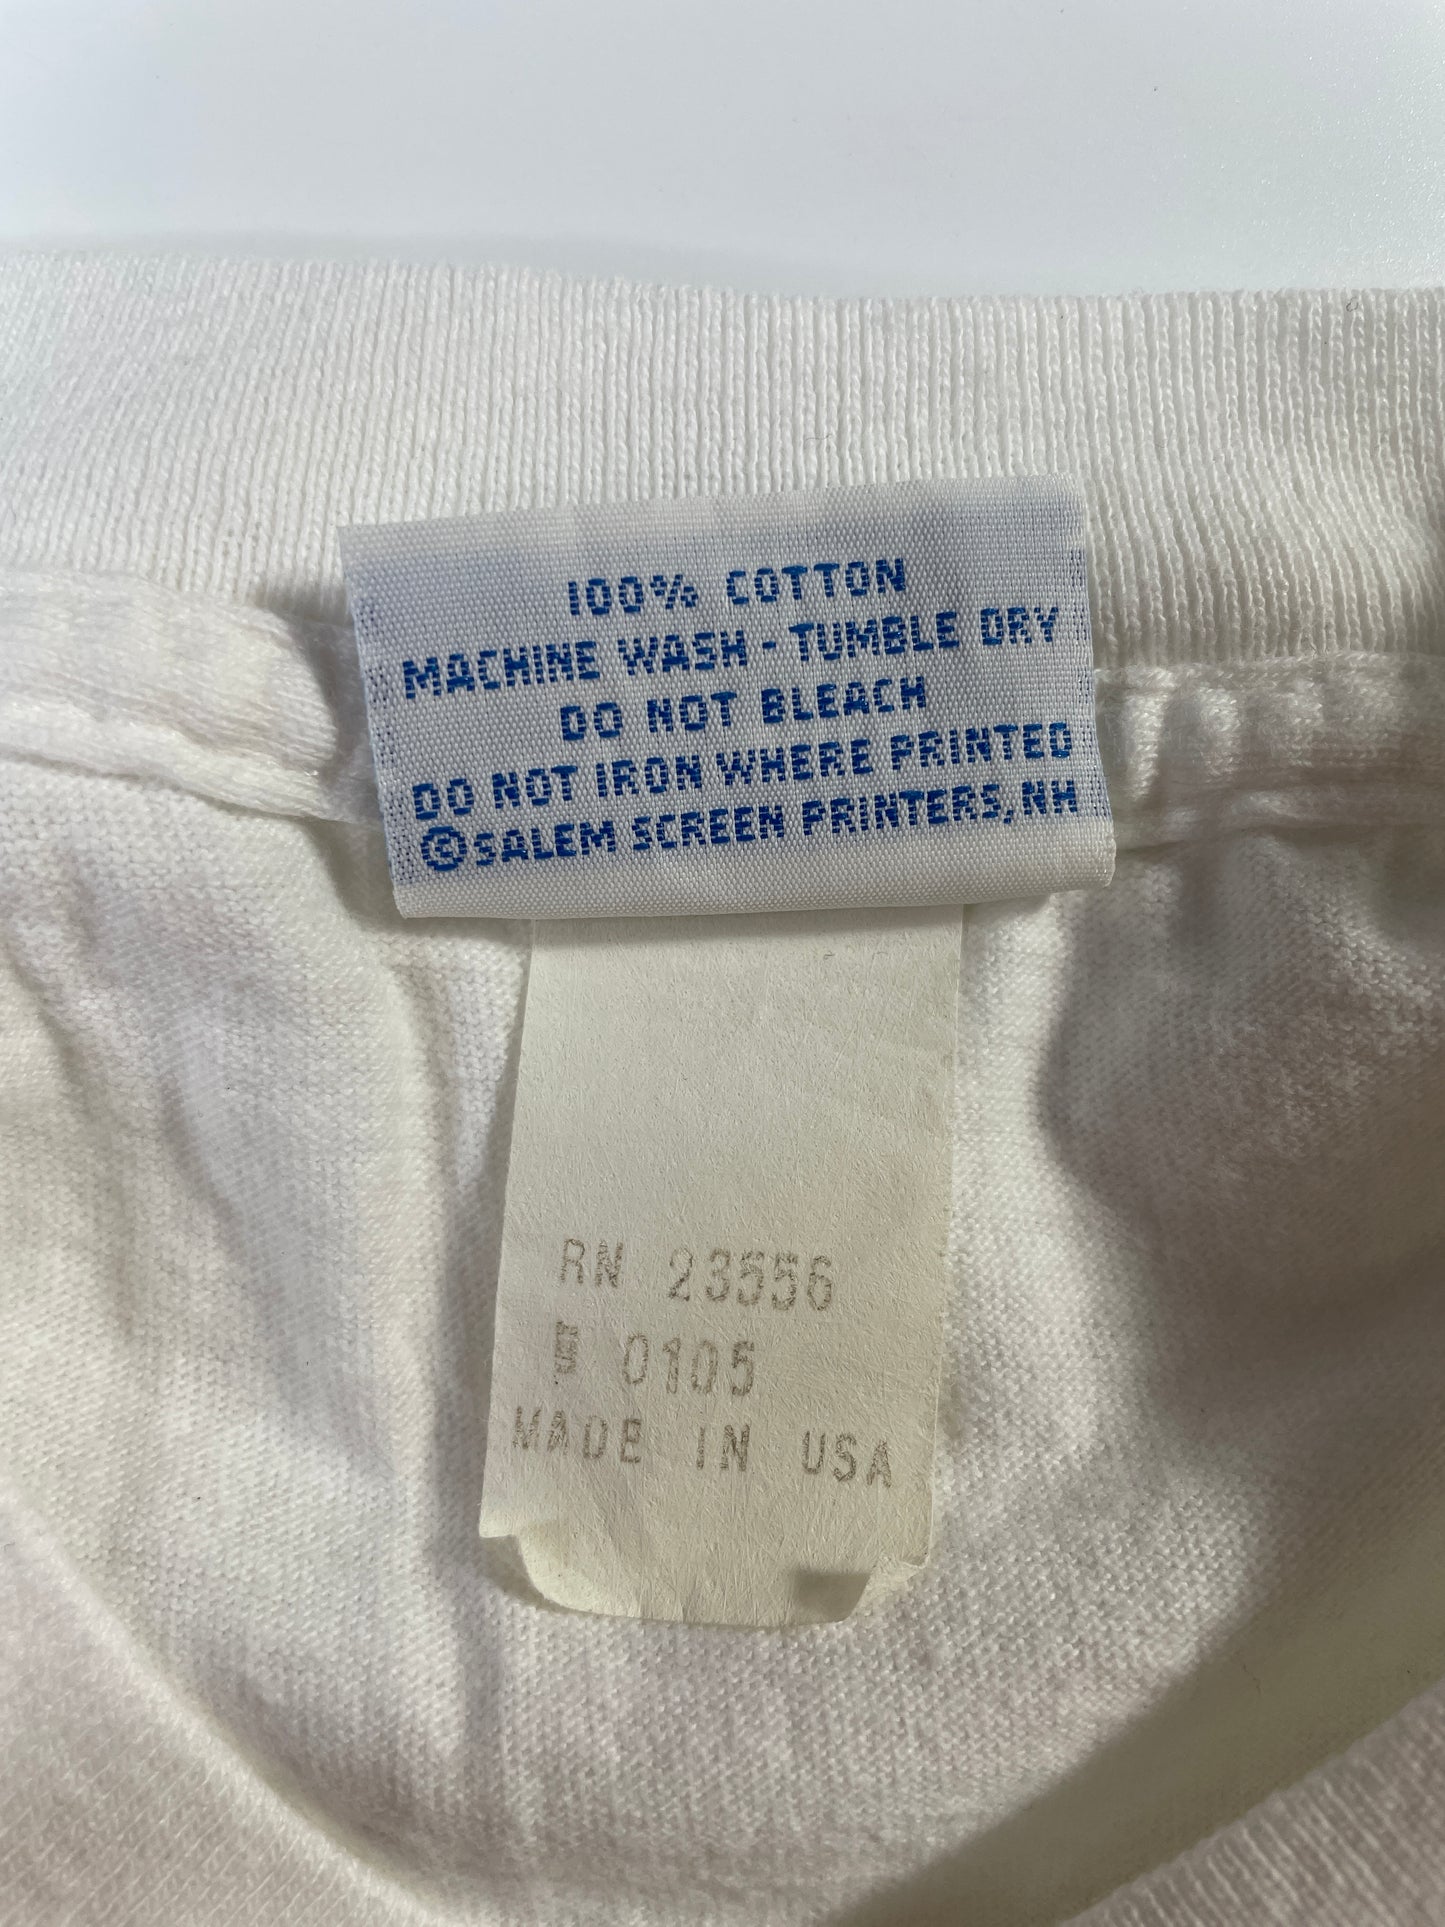 100% COTTON
MACHINE WASH - TUMBLE DRY
DO NOT BLEACH
DO NOT IRON WHERE PRINTED
©SALEM SCREEN PRINTERS, NH
RN 23556
0105
MADE IN USA